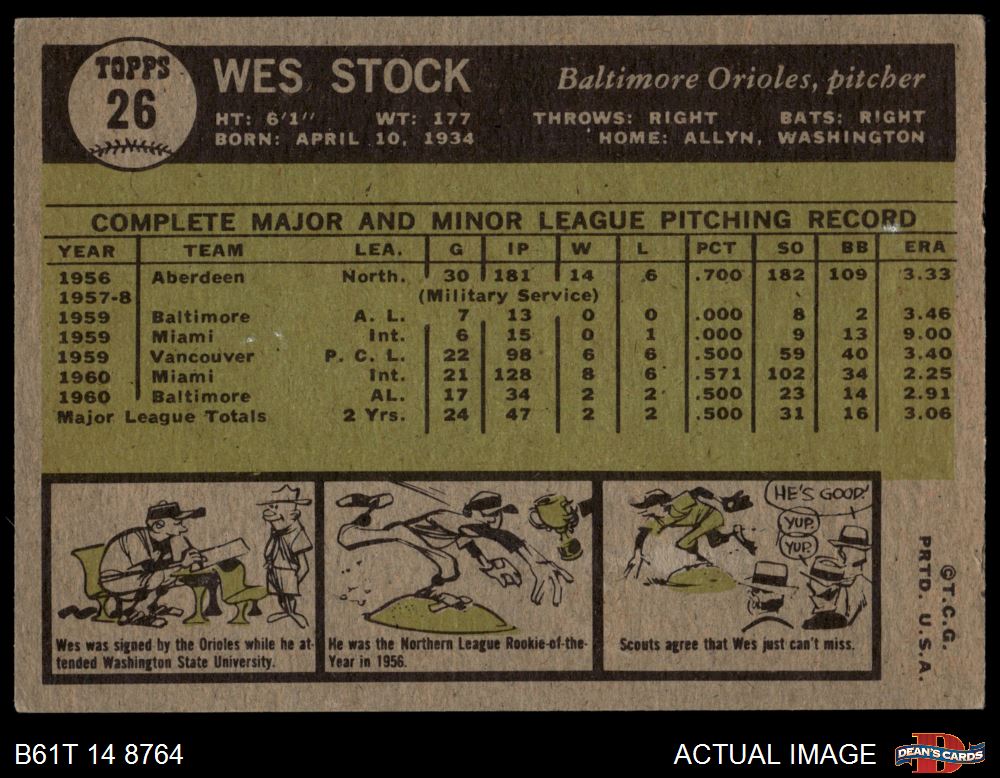 TOPPS
26
WES STOCK
Baltimore Orioles, pitcher
HT: 6'1" WT: 177 THROWS: RIGHT BATS: RIGHT
BORN: APRIL 10, 1934 HOME: ALLYN, WASHINGTON
COMPLETE MAJOR AND MINOR LEAGUE PITCHING RECORD
YEAR TEAM LEA. G IP W L PCT SO BB ERA
1956 Aberdeen North. 30 181 14 6 .700 182 109 3.33
1957-8 (Military Service)
1959 Baltimore A. L. 7 13 0 0 .000 8 2 3.46
1959 Miami Int. 6 15 0 1 .000 9 13 9.00
1959 Vancouver P. C. L. 22 98 6 6 .500 59 40 3.40
1960 Miami Int. 21 128 8 6 .571 102 34 2.25
1960 Baltimore AL. 17 34 2 2 .500 23 14 2.91
Major League Totals 2 Yrs. 24 47 2 2 .500 31 16 3.06
Wes was signed by the Orioles while he at-
tended Washington State University.
He was the Northern League Rookie-of-the-
Year in 1956.
HE'S GOOD!
YUP.
YUP.
Scouts agree that Wes just can't miss.
©T.C.G.
PRTD. U.S.A.
B61T 14 8764
ACTUAL IMAGE
DEAN'S CARDS